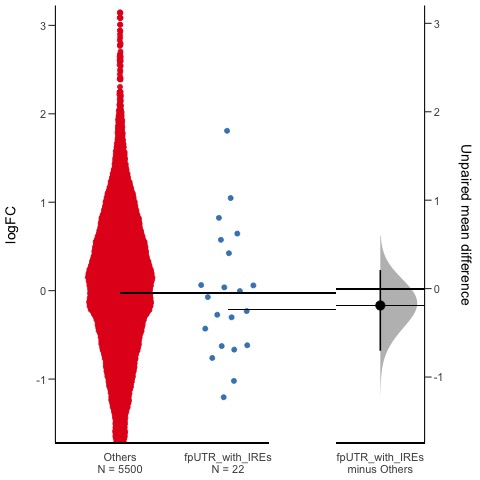 3
2
1
0
-1
logFC
Others
N = 5500
fpUTR_with_IREs
N = 22
3
2
1
0
-1
Unpaired mean difference
fpUTR_with_IREs
minus Others